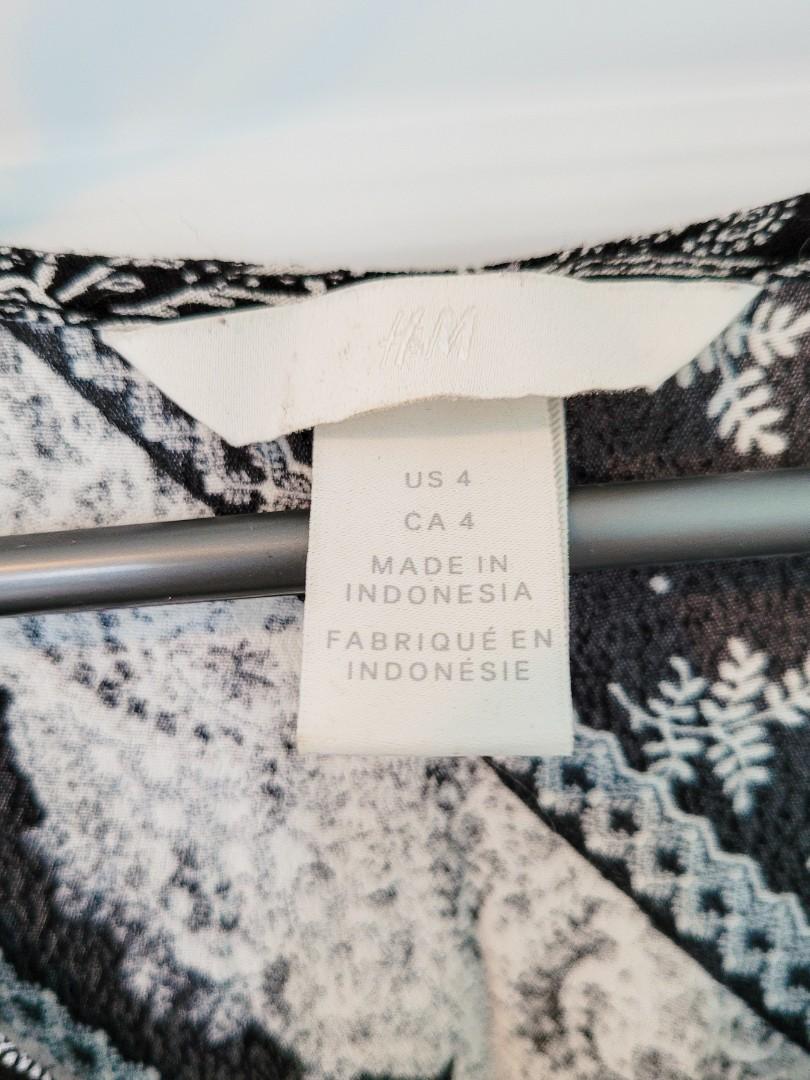 H&M
US 4
CA 4
MADE IN
INDONESIA
FABRIQUÉ EN
INDONÉSIE